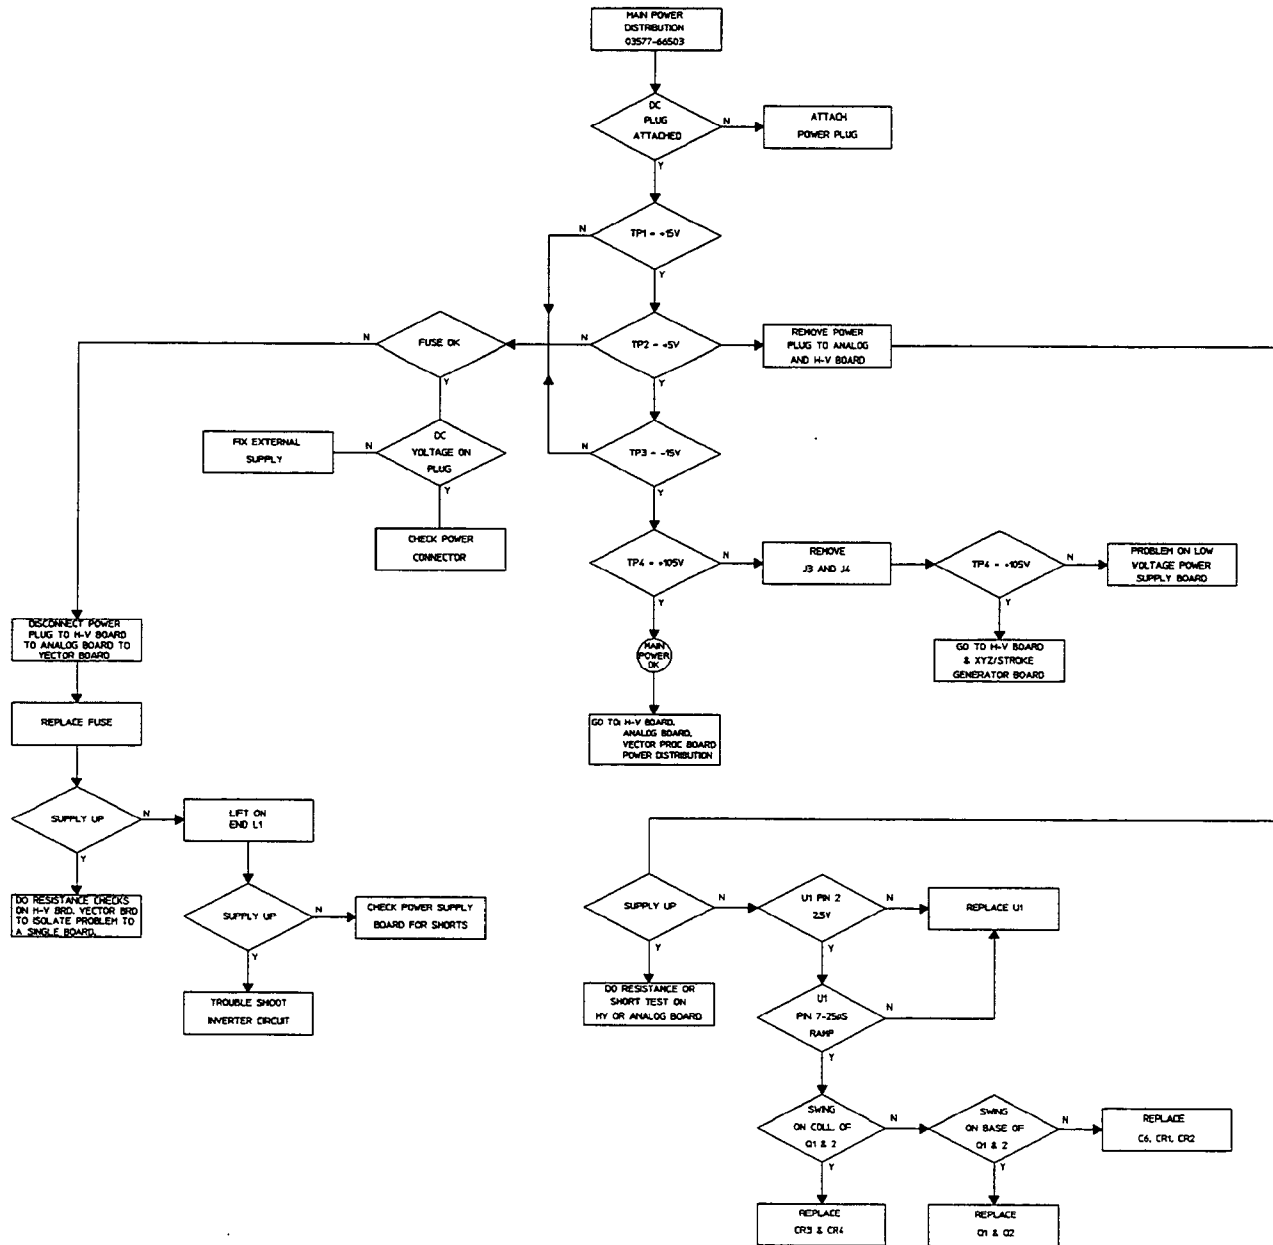 MAIN POWER
DISTRIBUTION
03577-66503
DC
PLUG
ATTACHED
N
ATTACH
POWER PLUG
Y
N
TP1 = +15V
Y
N
FUSE OK
N
TP2 = +5V
REMOVE POWER
PLUG TO ANALOG
AND H-V BOARD
Y
Y
FIX EXTERNAL
SUPPLY
N
DC
VOLTAGE ON
PLUG
N
TP3 = -15V
Y
Y
CHECK POWER
CONNECTOR
TP4 = +105V
N
REMOVE
J3 AND J4
TP4 = +105V
N
PROBLEM ON LOW
VOLTAGE POWER
SUPPLY BOARD
Y
Y
DISCONNECT POWER
PLUG TO H-V BOARD
TO ANALOG BOARD TO
VECTOR BOARD
MAIN
POWER
OK
GO TO H-V BOARD
& XYZ/STROKE
GENERATOR BOARD
REPLACE FUSE
GO TO: H-V BOARD,
ANALOG BOARD,
VECTOR PROC BOARD
POWER DISTRIBUTION
SUPPLY UP
N
LIFT ON
END L1
Y
DO RESISTANCE CHECKS
ON H-V BRD, VECTOR BRD
TO ISOLATE PROBLEM TO
A SINGLE BOARD.
SUPPLY UP
N
CHECK POWER SUPPLY
BOARD FOR SHORTS
Y
TROUBLE SHOOT
INVERTER CIRCUIT
SUPPLY UP
N
U1 PIN 2
2.5V
N
REPLACE U1
Y
Y
DO RESISTANCE OR
SHORT TEST ON
HV OR ANALOG BOARD
U1
PIN 7-25µS
RAMP
N
Y
SWING
ON COLL. OF
Q1 & 2
N
SWING
ON BASE OF
Q1 & 2
N
REPLACE
C6, CR1, CR2
Y
Y
REPLACE
CR3 & CR4
REPLACE
Q1 & Q2